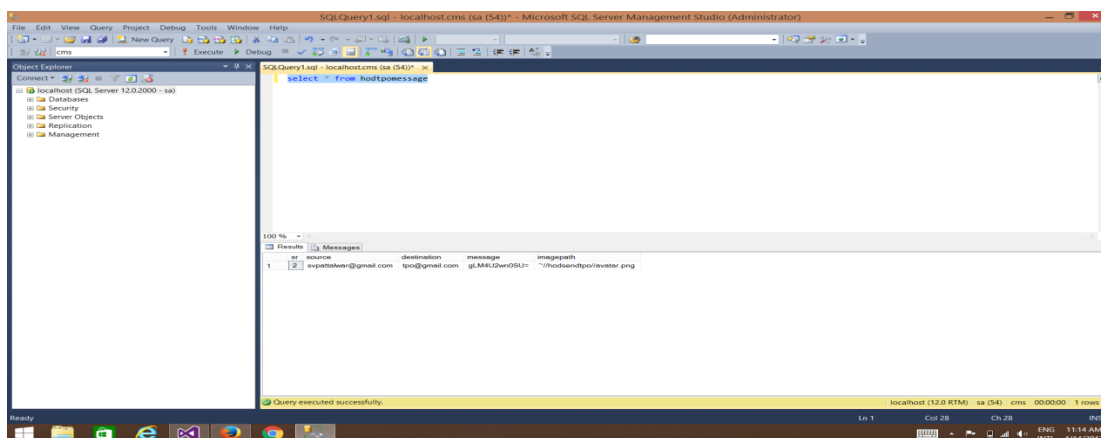 SQLQuery1.sql - localhost.cms (sa (54))* - Microsoft SQL Server Management Studio (Administrator)
File Edit View Query Project Debug Tools Window Help
New Query
cms Execute Debug
Object Explorer
Connect
localhost (SQL Server 12.0.2000 - sa)
Databases
Security
Server Objects
Replication
Management
SQLQuery1.sql - localhost.cms (sa (54))*
select * from hodtpomessage
100 %
Results Messages
sr source destination message imagepath
1 2 svpattalwar@gmail.com tpo@gmail.com gLM4U2wn0SU= ~//hodsendtpo//avatar.png
Query executed successfully. localhost (12.0 RTM) sa (54) cms 00:00:00 1 rows
Ready Ln 1 Col 28 Ch 28 INS
ENG 11:14 AM
INTL